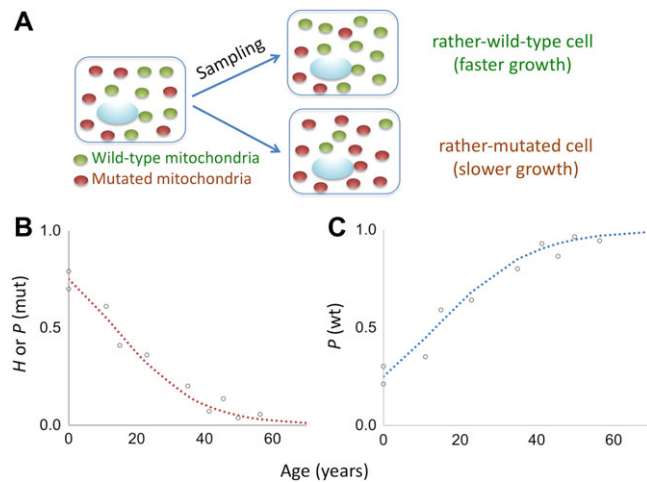 A
Sampling
rather-wild-type cell
(faster growth)
Wild-type mitochondria
Mutated mitochondria
rather-mutated cell
(slower growth)
B
C
H or P (mut)
1.0
0.5
0.0
0
20
40
60
P (wt)
1.0
0.5
0.0
0
20
40
60
Age (years)